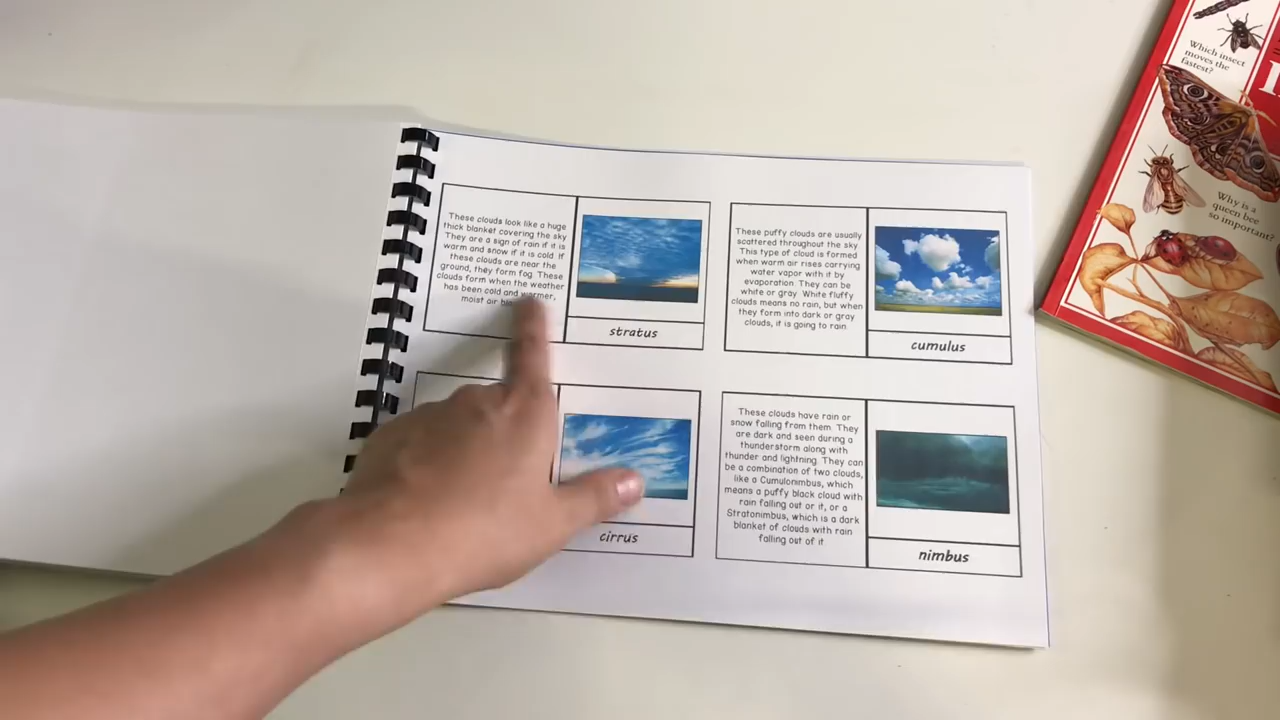 These clouds look like a huge
thick blanket covering the sky
They are a sign of rain if it is
warm and snow if it is cold. If
these clouds are near the
ground, they form fog. These
clouds form when the weather
has been cold and warmer,
moist air
stratus
These puffy clouds are usually
scattered throughout the sky
This type of cloud is formed
when warm air rises carrying
water vapor with it by
evaporation. They can be
white or gray. White fluffy
clouds means no rain, but when
they form into dark or gray
clouds, it is going to rain
cumulus
cirrus
These clouds have rain or
snow falling from them. They
are dark and seen during a
thunderstorm along with
thunder and lightning. They can
be a combination of two clouds,
like a Cumulonimbus, which
means a puffy black cloud with
rain falling out or it, or a
Stratonimbus, which is a dark
blanket of clouds with rain
falling out of it
nimbus
Which insect
moves the
fastest?
Why is a
queen bee
so important?